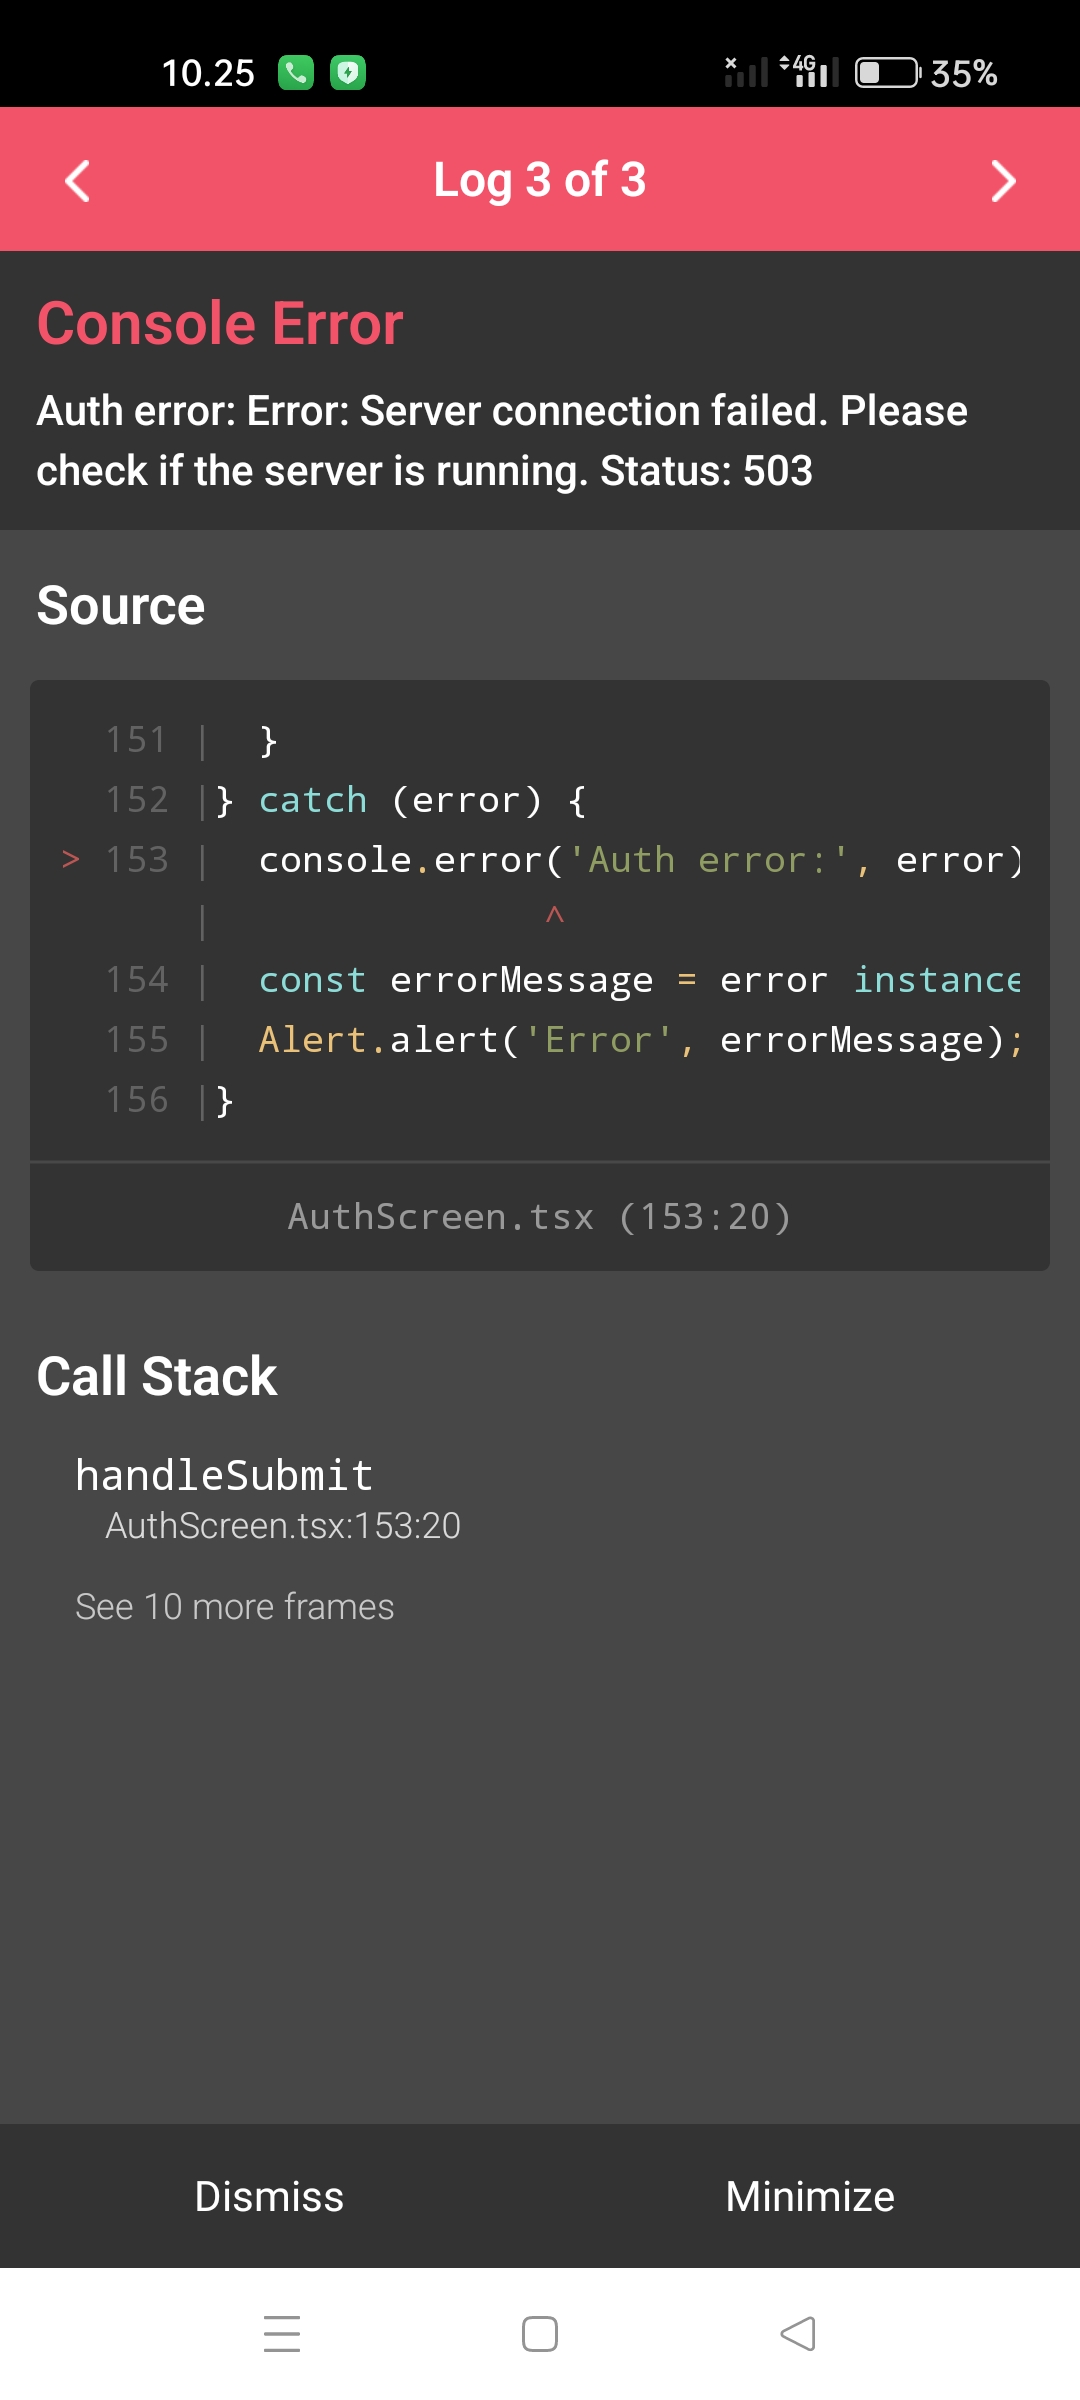 10.25
4G
35%
Log 3 of 3
Console Error
Auth error: Error: Server connection failed. Please
check if the server is running. Status: 503
Source
151 |   }
152 |} catch (error) {
> 153 |   console.error('Auth error:', error)
|                ^
154 |   const errorMessage = error instance
155 |   Alert.alert('Error', errorMessage);
156 |}
AuthScreen.tsx (153:20)
Call Stack
handleSubmit
AuthScreen.tsx:153:20
See 10 more frames
Dismiss
Minimize